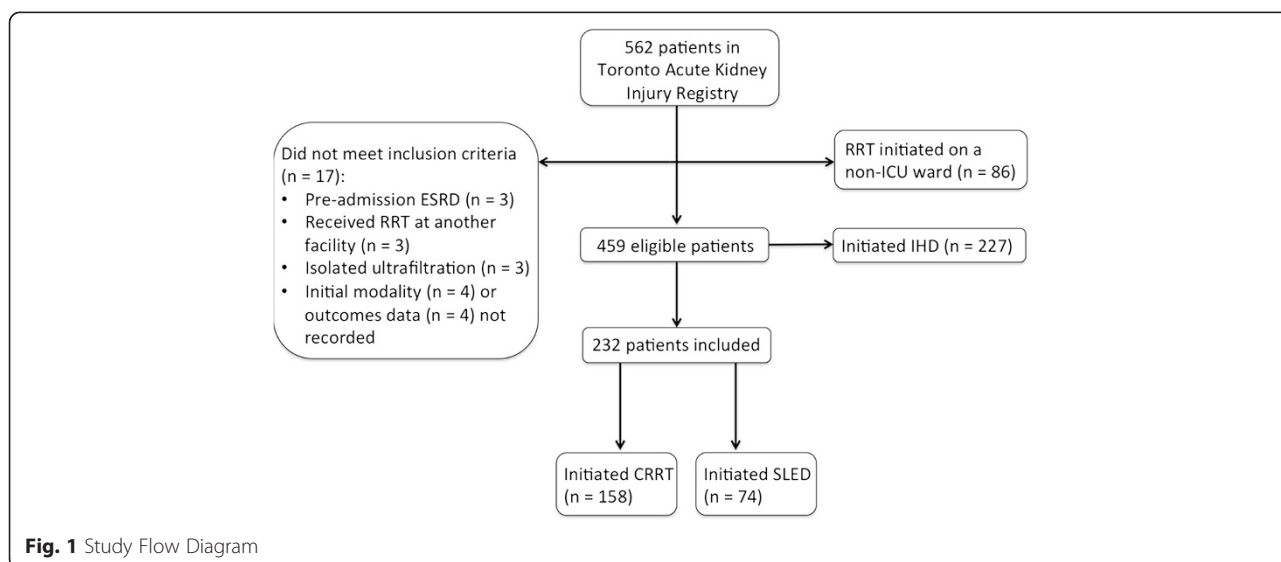 562 patients in
Toronto Acute Kidney
Injury Registry
Did not meet inclusion criteria
(n = 17):
• Pre-admission ESRD (n = 3)
• Received RRT at another
facility (n = 3)
• Isolated ultrafiltration (n = 3)
• Initial modality (n = 4) or
outcomes data (n = 4) not
recorded
RRT initiated on a
non-ICU ward (n = 86)
459 eligible patients
Initiated IHD (n = 227)
232 patients included
Initiated CRRT
(n = 158)
Initiated SLED
(n = 74)
Fig. 1 Study Flow Diagram